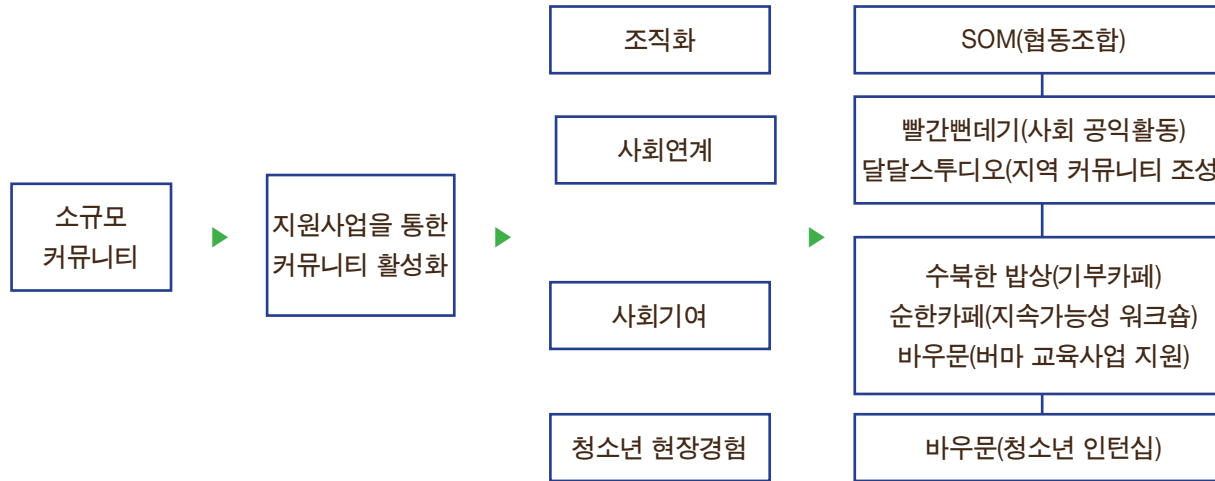 소규모
커뮤니티
지원사업을 통한
커뮤니티 활성화
조직화
사회연계
사회기여
청소년 현장경험
SOM(협동조합)
빨간뻔데기(사회 공익활동)
달달스투디오(지역 커뮤니티 조성
수북한 밥상(기부카페)
순한카페(지속가능성 워크숍)
바우문(버마 교육사업 지원)
바우문(청소년 인턴십)